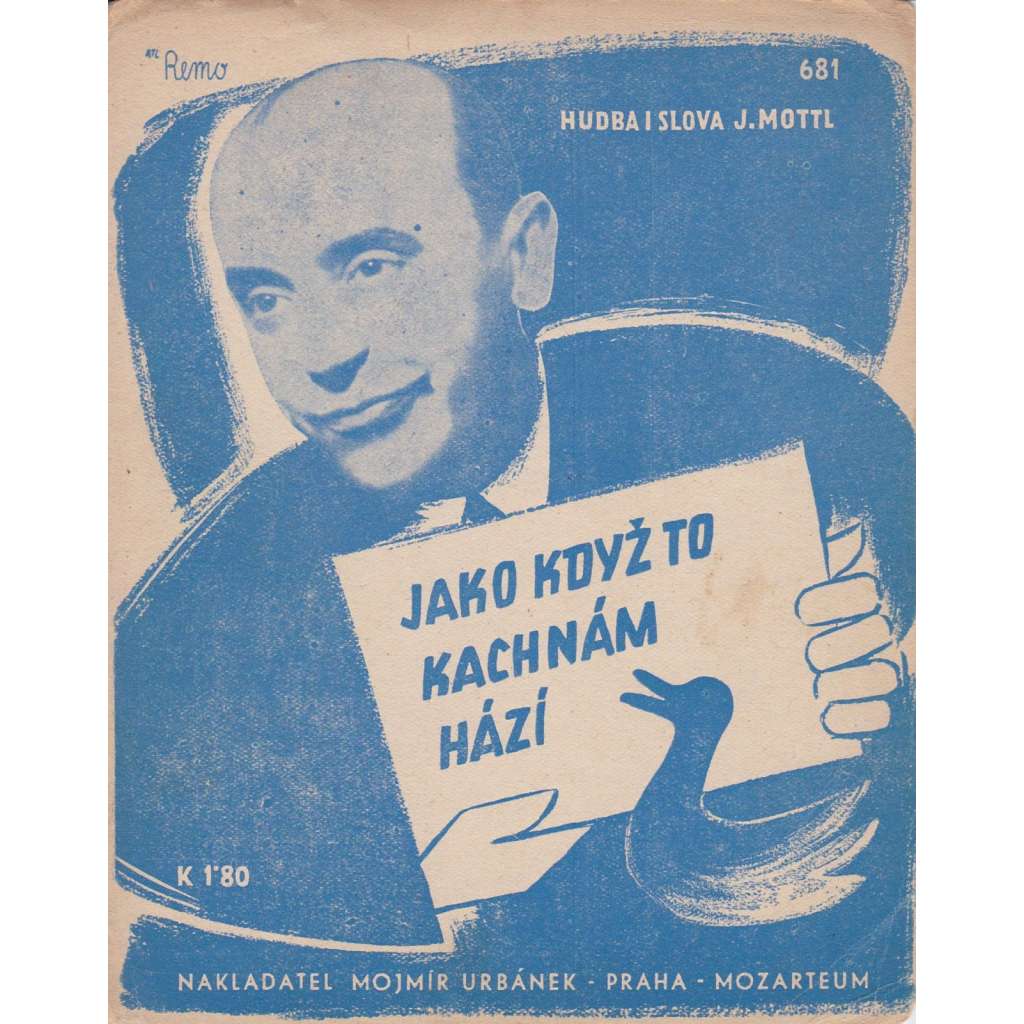 ATL Remo
681
HUDBA I SLOVA J. MOTTL
JAKO KDYŽ TO
KACHNÁM
HÁZÍ
K 1·80
NAKLADATEL MOJMÍR URBÁNEK - PRAHA - MOZARTEUM